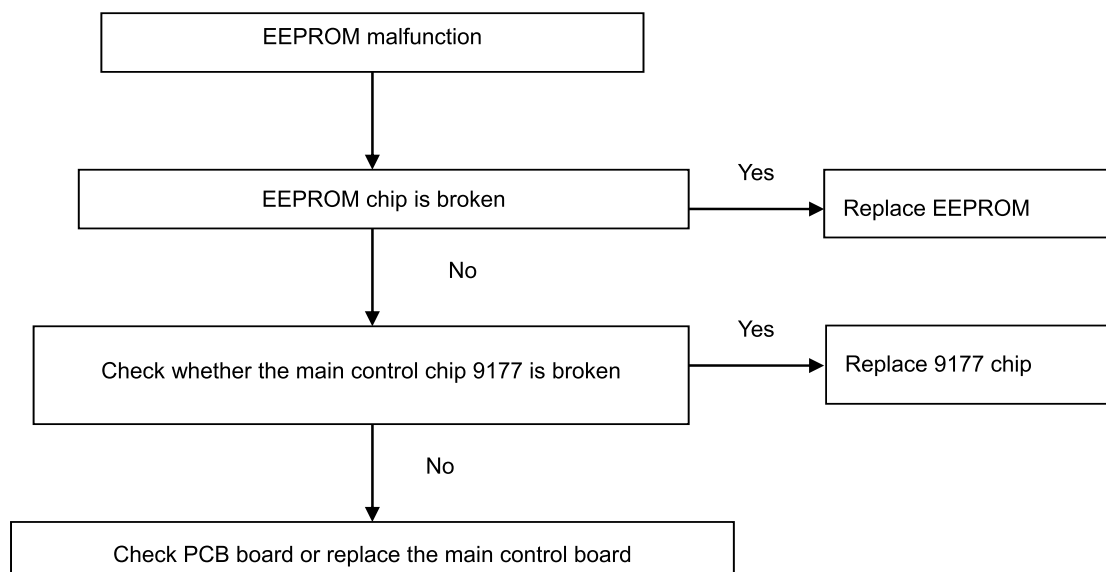 EEPROM malfunction
Yes
EEPROM chip is broken
Replace EEPROM
No
Yes
Check whether the main control chip 9177 is broken
Replace 9177 chip
No
Check PCB board or replace the main control board